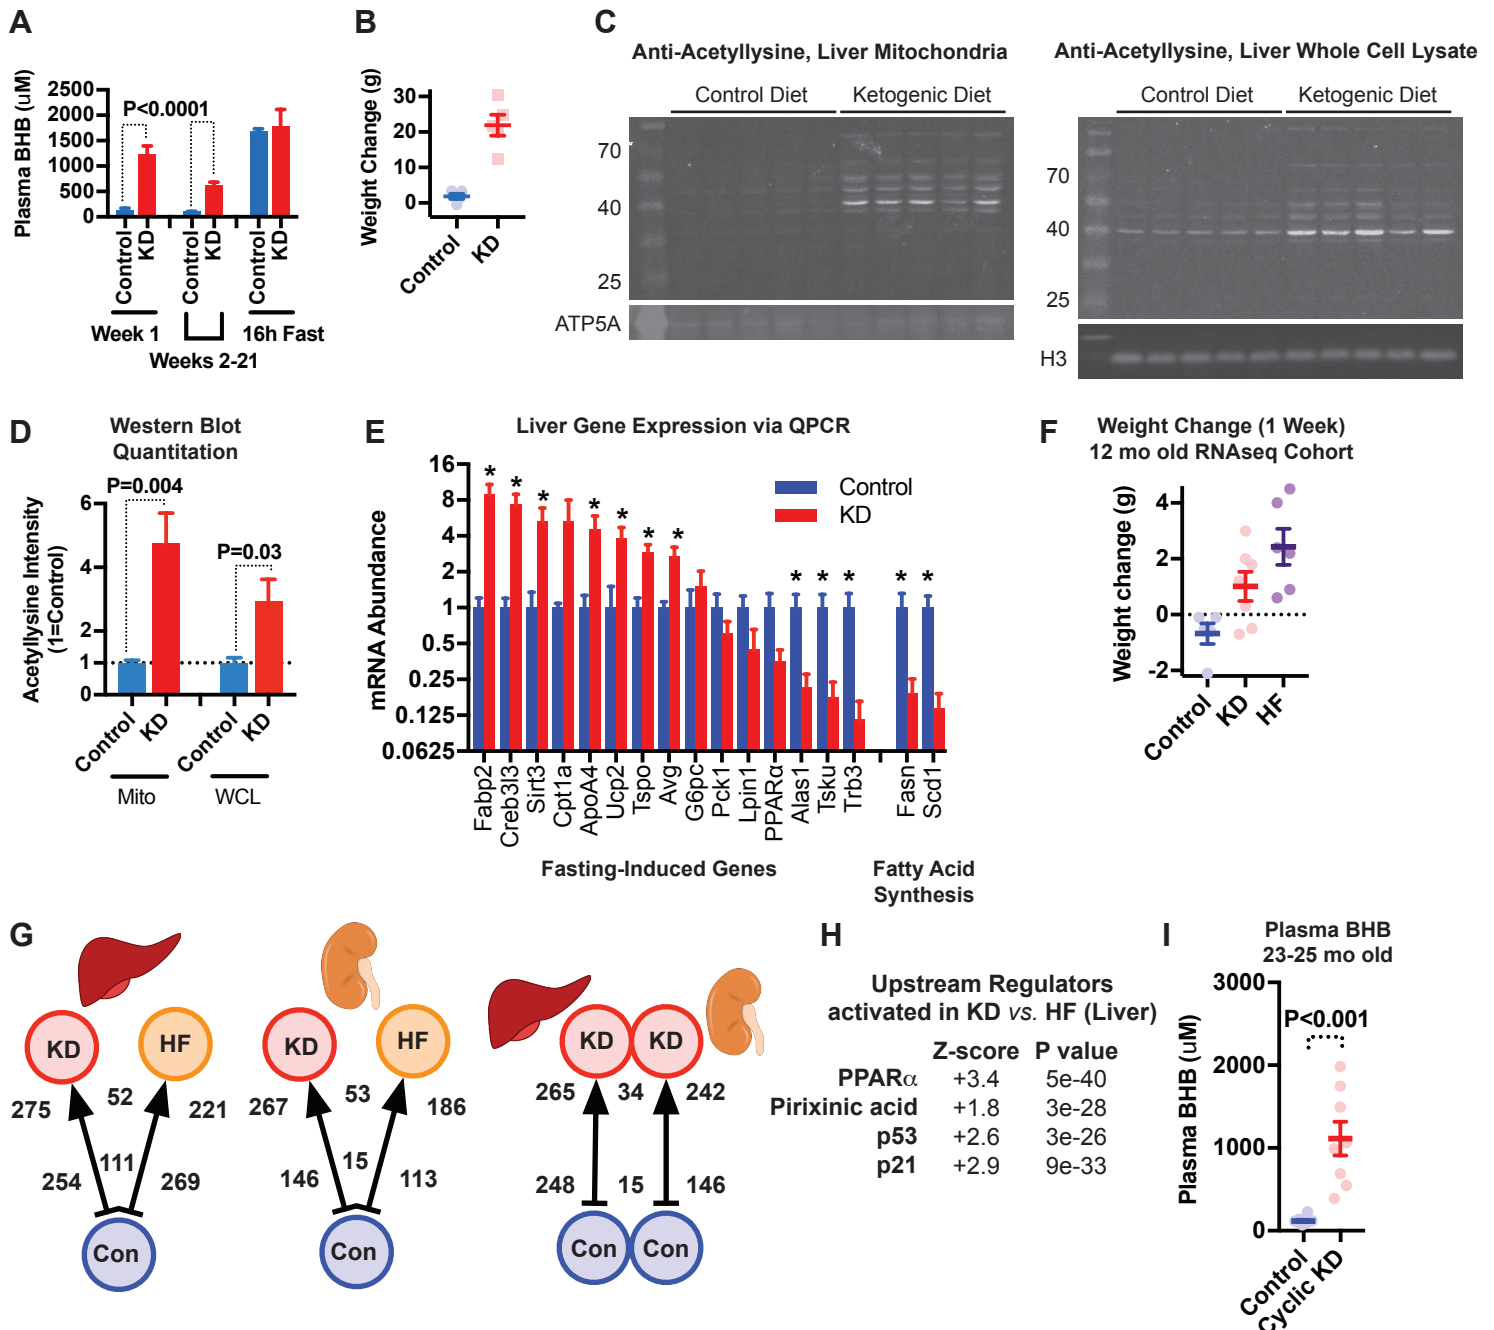 A
Plasma BHB (uM)
2500
2000
1500
1000
500
0
P<0.0001
Control
KD
Control
KD
Control
KD
Week 1
16h Fast
Weeks 2-21
B
Weight Change (g)
30
20
10
0
Control
KD
C
Anti-Acetyllysine, Liver Mitochondria
Control Diet
Ketogenic Diet
70
40
25
ATP5A
Anti-Acetyllysine, Liver Whole Cell Lysate
Control Diet
Ketogenic Diet
70
40
25
H3
D
Western Blot
Quantitation
Acetyllysine Intensity
(1=Control)
6
4
2
1
0
P=0.004
P=0.03
Control
KD
Control
KD
Mito
WCL
E
Liver Gene Expression via QPCR
mRNA Abundance
16
8
4
2
1
0.5
0.25
0.125
0.0625
* * * * * * * * * * * *
Control
KD
Fabp2
Creb3l3
Sirt3
Cpt1a
ApoA4
Ucp2
Tspo
Avg
G6pc
Pck1
Lpin1
PPARα
Alas1
Tsku
Trb3
Fasn
Scd1
Fasting-Induced Genes
Fatty Acid
Synthesis
F
Weight Change (1 Week)
12 mo old RNAseq Cohort
Weight change (g)
4
2
0
-2
Control
KD
HF
G
KD
HF
275
52
221
254
111
269
Con
KD
HF
267
53
186
146
15
113
Con
KD
KD
265
34
242
248
15
146
Con
Con
H
Upstream Regulators
activated in KD vs. HF (Liver)
Z-score P value
PPARα +3.4 5e-40
Pirixinic acid +1.8 3e-28
p53 +2.6 3e-26
p21 +2.9 9e-33
I
Plasma BHB
23-25 mo old
Plasma BHB (uM)
3000
2000
1000
0
P<0.001
Control
Cyclic KD